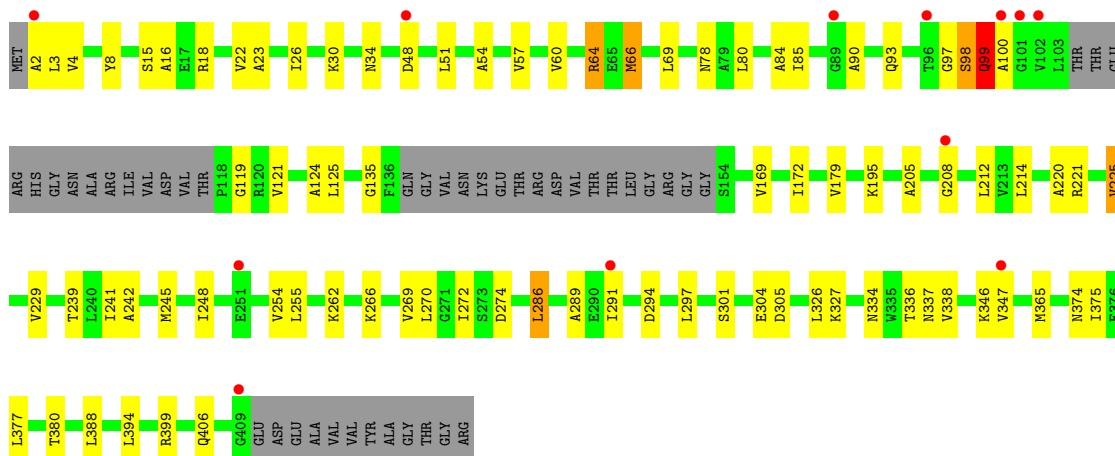 MET A2 L3 V4 Y8 S15 A16 E17 R18 V22 A23 I26 K30 N34 D48 L51 A54 V57 V60 R64 E65 M66 L69 N78 A79 L80 A84 I85 G89 A90 Q93 T96 G97 S98 Q99 A100 G101 V102 L103 THR THR GLU
ARG HIS GLY ASN ALA ARG ILE VAL ASP VAL THR P118 G119 R120 V121 A124 L125 G135 F136 GLN GLY VAL ASN LYS GLU THR ARG ASP VAL THR THR LEU GLY ARG GLY GLY S154 V169 I172 V179 K195 A205 G208 L212 V213 L214 A220 R221
V229 T239 L240 I241 A242 M245 I248 E251 V254 L255 K262 K266 V269 L270 G271 I272 S273 D274 L286 A289 E290 I291 D294 L297 S301 E304 D305 L326 K327 N334 W335 T336 N337 V338 K346 V347 M365 N374 I375
L377 T380 L388 L394 R399 Q406 G409 GLU ASP GLU ALA VAL VAL TYR ALA GLY THR GLY ARG